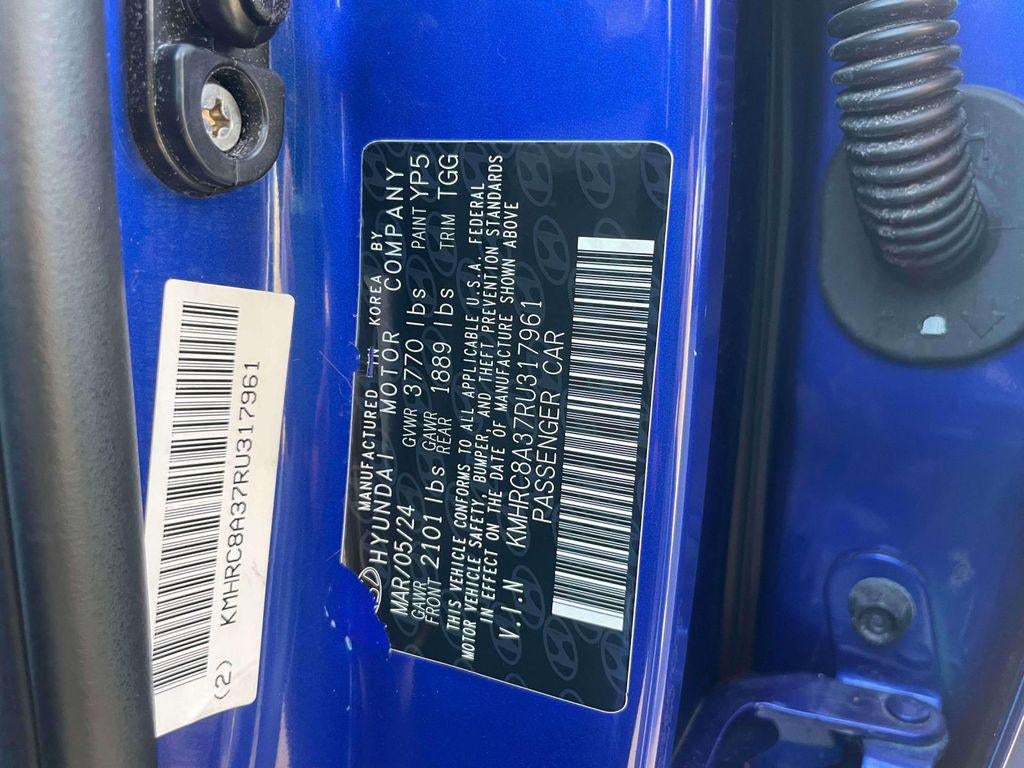 MANUFACTURED IN KOREA BY
HYUNDAI MOTOR COMPANY
MAR/05/24 GVWR 3770 lbs PAINT YP5
GAWR FRONT 2101 lbs GAWR REAR 1889 lbs TRIM TGG
THIS VEHICLE CONFORMS TO ALL APPLICABLE U.S.A. FEDERAL
MOTOR VEHICLE SAFETY, BUMPER, AND THEFT PREVENTION STANDARDS
IN EFFECT ON THE DATE OF MANUFACTURE SHOWN ABOVE
V.I.N KMHRC8A37RU317961
PASSENGER CAR
(2) KMHRC8A37RU317961